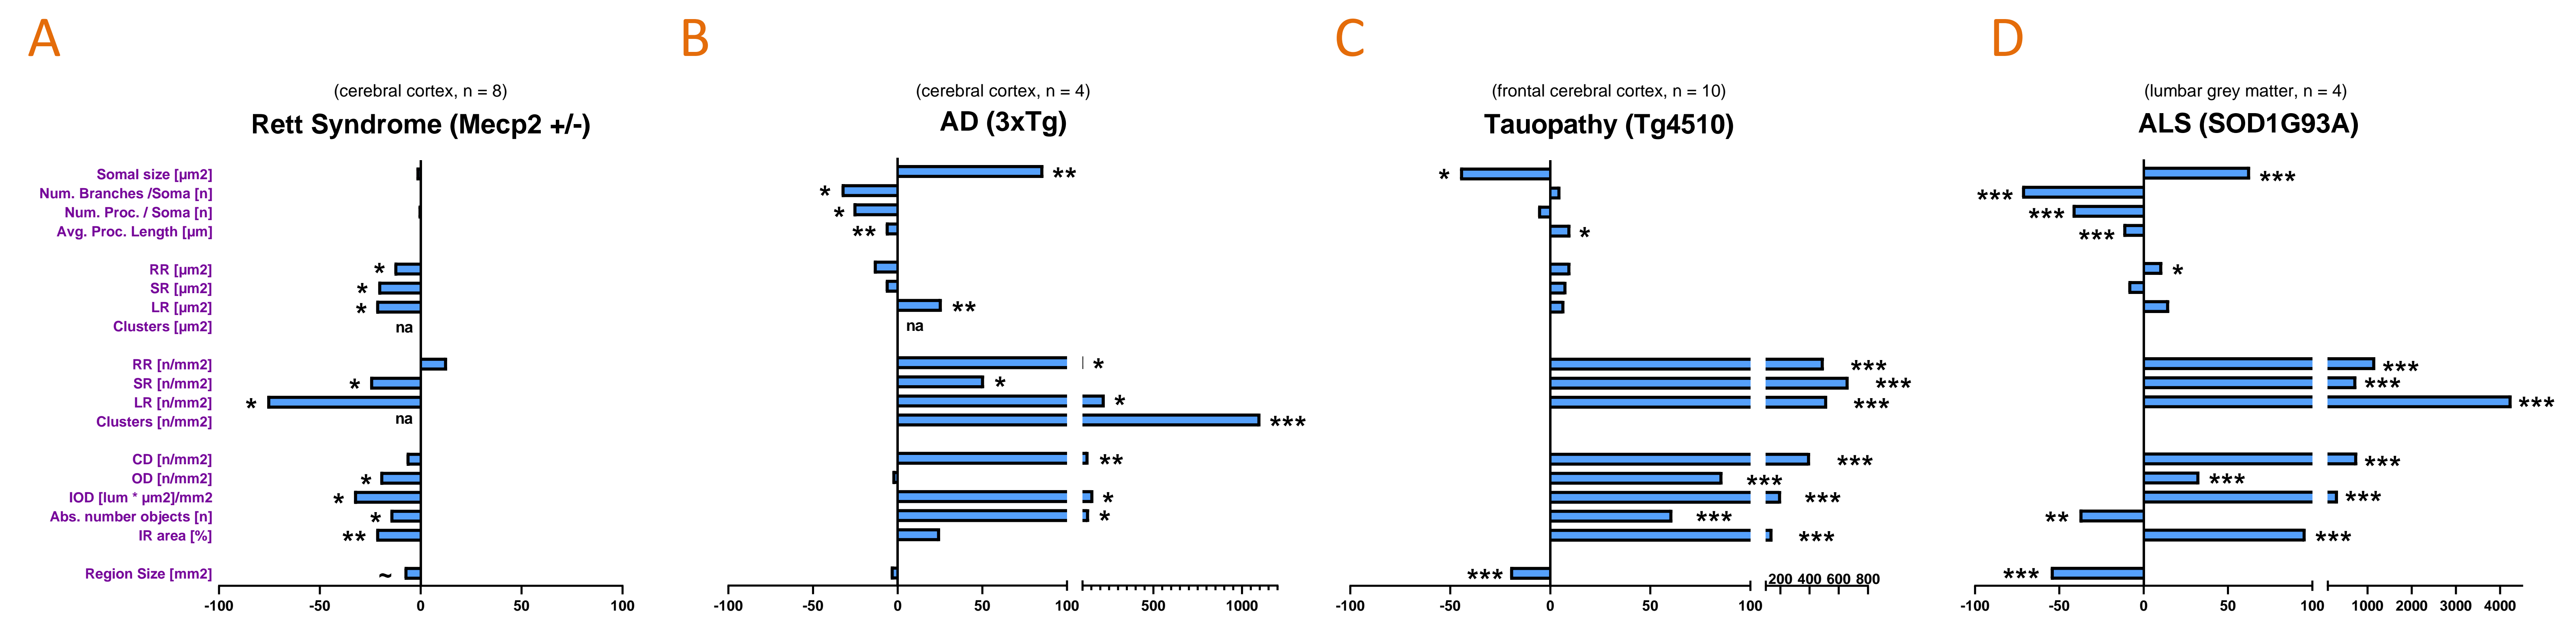 A
B
C
D
(cerebral cortex, n = 8)
Rett Syndrome (Mecp2 +/-)
(cerebral cortex, n = 4)
AD (3xTg)
(frontal cerebral cortex, n = 10)
Tauopathy (Tg4510)
(lumbar grey matter, n = 4)
ALS (SOD1G93A)
Somal size [µm2] ** * ***
Num. Branches /Soma [n] * ***
Num. Proc. / Soma [n] * ***
Avg. Proc. Length [µm] ** * ***
RR [µm2] * *
SR [µm2] *
LR [µm2] * **
Clusters [µm2] na na
RR [n/mm2] * *** ***
SR [n/mm2] * * *** ***
LR [n/mm2] * * *** ***
Clusters [n/mm2] na ***
CD [n/mm2] ** *** ***
OD [n/mm2] * *** ***
IOD [lum * µm2]/mm2 * * *** ***
Abs. number objects [n] * * *** **
IR area [%] ** *** ***
Region Size [mm2] ~ *** ***
-100 -50 0 50 100
-100 -50 0 50 100 500 1000
-100 -50 0 50 100 200 400 600 800
-100 -50 0 50 100 1000 2000 3000 4000